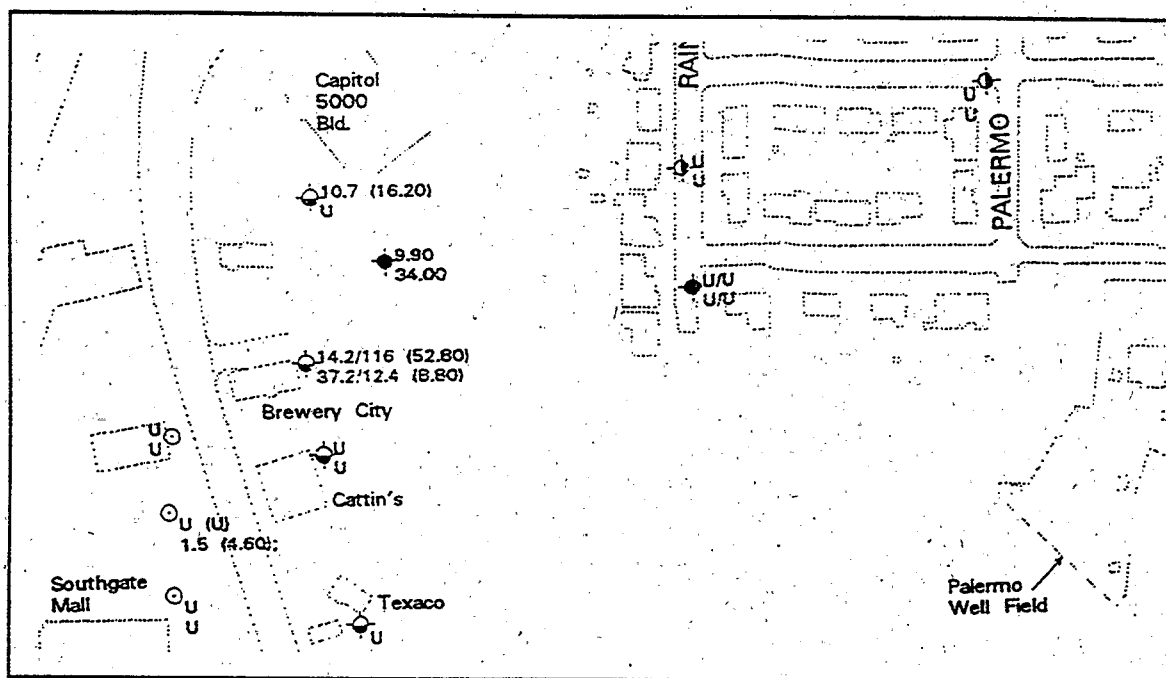 Capitol
5000
Bld.
RAIN
PALERMO
U
U
U
U
10.7 (16.20)
U
9.90
34.00
U/U
U/U
14.2/116 (52.80)
37.2/12.4 (8.80)
Brewery City
U
U
U
U
Cattin's
U (U)
1.5 (4.60)
Southgate
Mall
U
U
Texaco
U
Palermo
Well Field